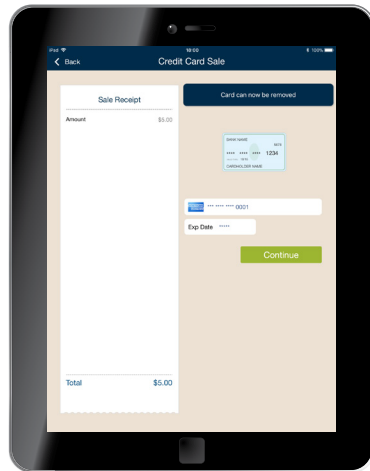 iPad
18:00
100%
Back
Credit Card Sale
Sale Receipt
Amount $5.00
Total $5.00
Card can now be removed
BANK NAME
**** **** **** 1234
CARDHOLDER NAME
*** **** **** 0001
Exp Date *****
Continue